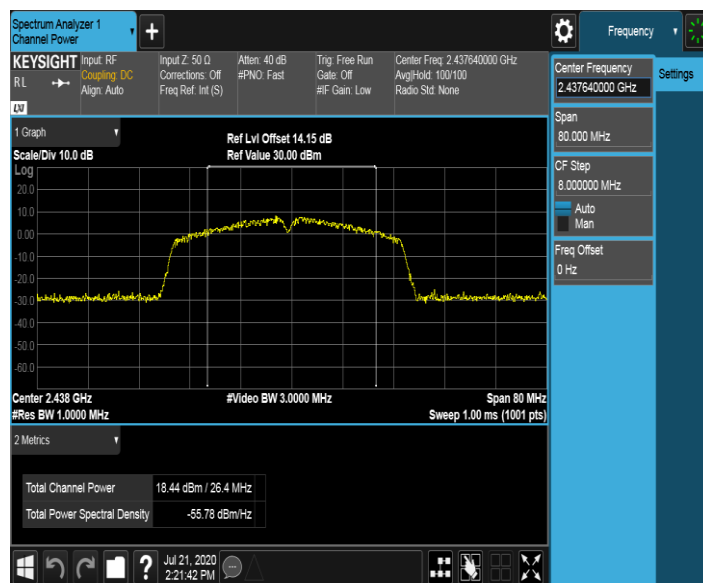 Spectrum Analyzer 1
Channel Power
Frequency
KEYSIGHT
RL
LXI
Input: RF
Coupling: DC
Align: Auto
Input Z: 50 Ω
Corrections: Off
Freq Ref: Int (S)
Atten: 40 dB
#PNO: Fast
Trig: Free Run
Gate: Off
#IF Gain: Low
Center Freq: 2.437640000 GHz
Avg|Hold: 100/100
Radio Std: None
Center Frequency
2.437640000 GHz
Settings
Span
80.000 MHz
CF Step
8.000000 MHz
Auto
Man
Freq Offset
0 Hz
1 Graph
Scale/Div 10.0 dB
Ref Lvl Offset 14.15 dB
Ref Value 30.00 dBm
Log
20.0
10.0
0.00
-10.0
-20.0
-30.0
-40.0
-50.0
-60.0
Center 2.438 GHz
#Video BW 3.0000 MHz
Span 80 MHz
#Res BW 1.0000 MHz
Sweep 1.00 ms (1001 pts)
2 Metrics
Total Channel Power 18.44 dBm / 26.4 MHz
Total Power Spectral Density -55.78 dBm/Hz
?
Jul 21, 2020
2:21:42 PM